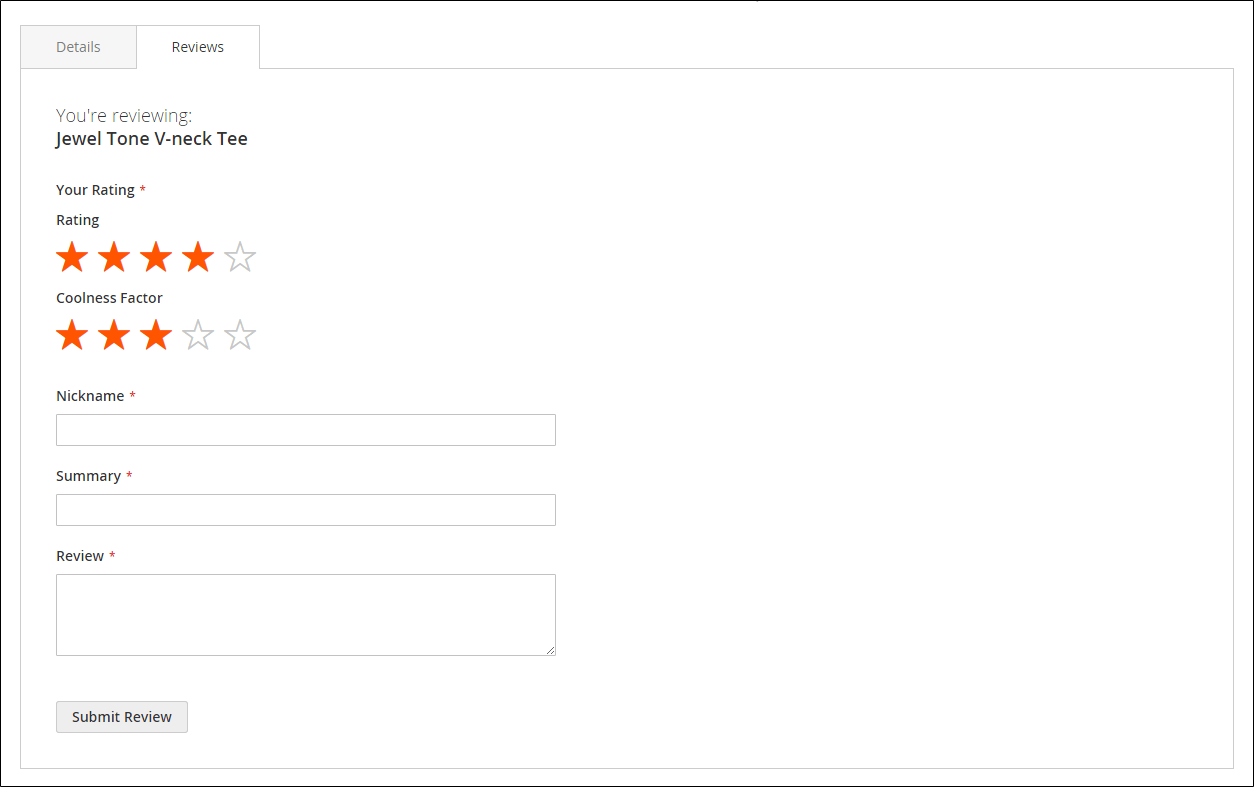 Details
Reviews
You're reviewing:
Jewel Tone V-neck Tee
Your Rating *
Rating
Coolness Factor
Nickname *
Summary *
Review *
Submit Review